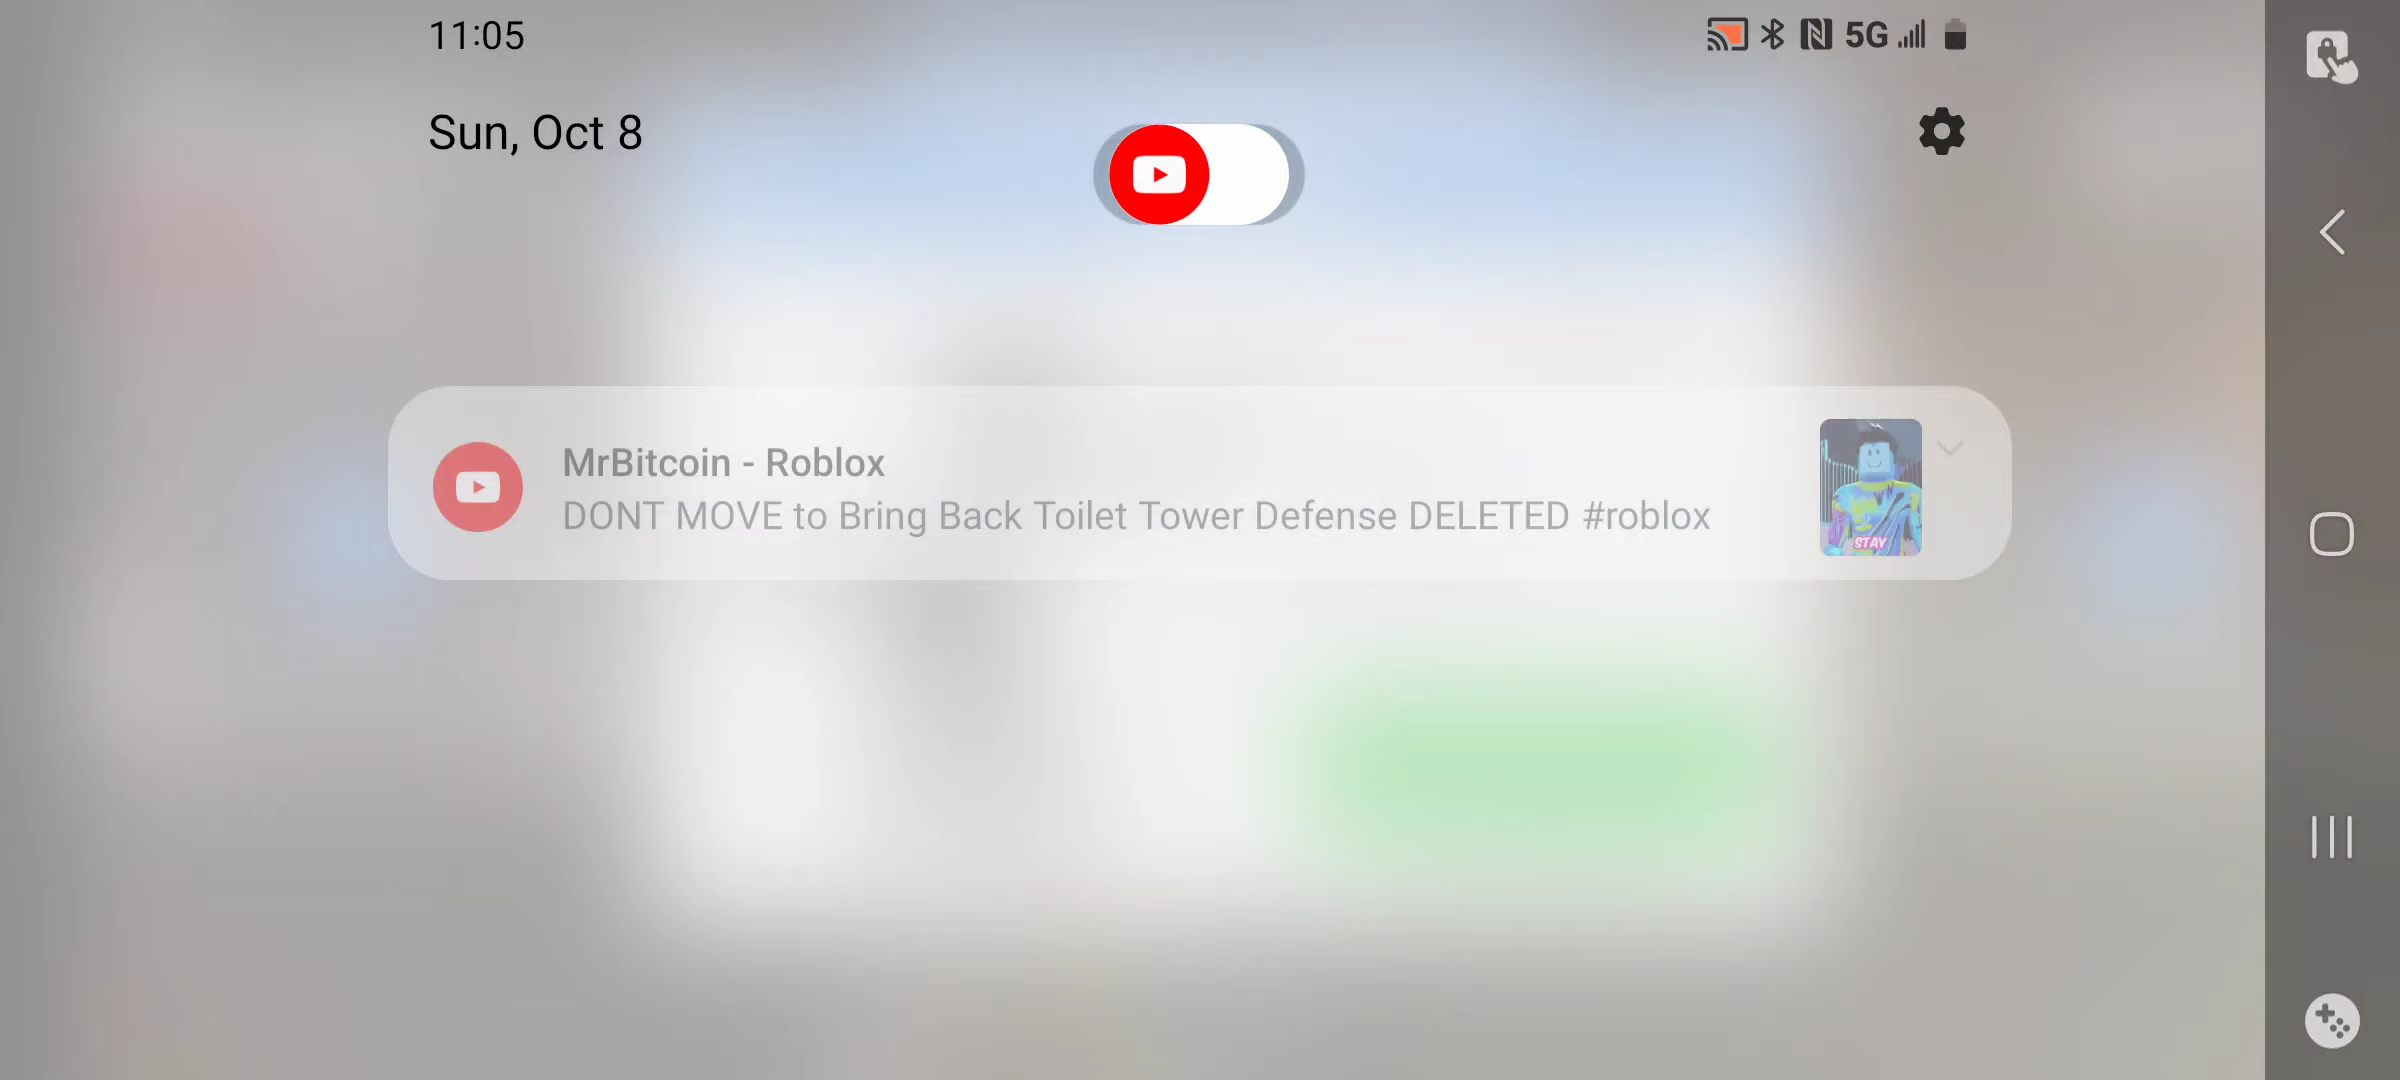 11:05
5G
Sun, Oct 8
MrBitcoin - Roblox
DONT MOVE to Bring Back Toilet Tower Defense DELETED #roblox
STAY